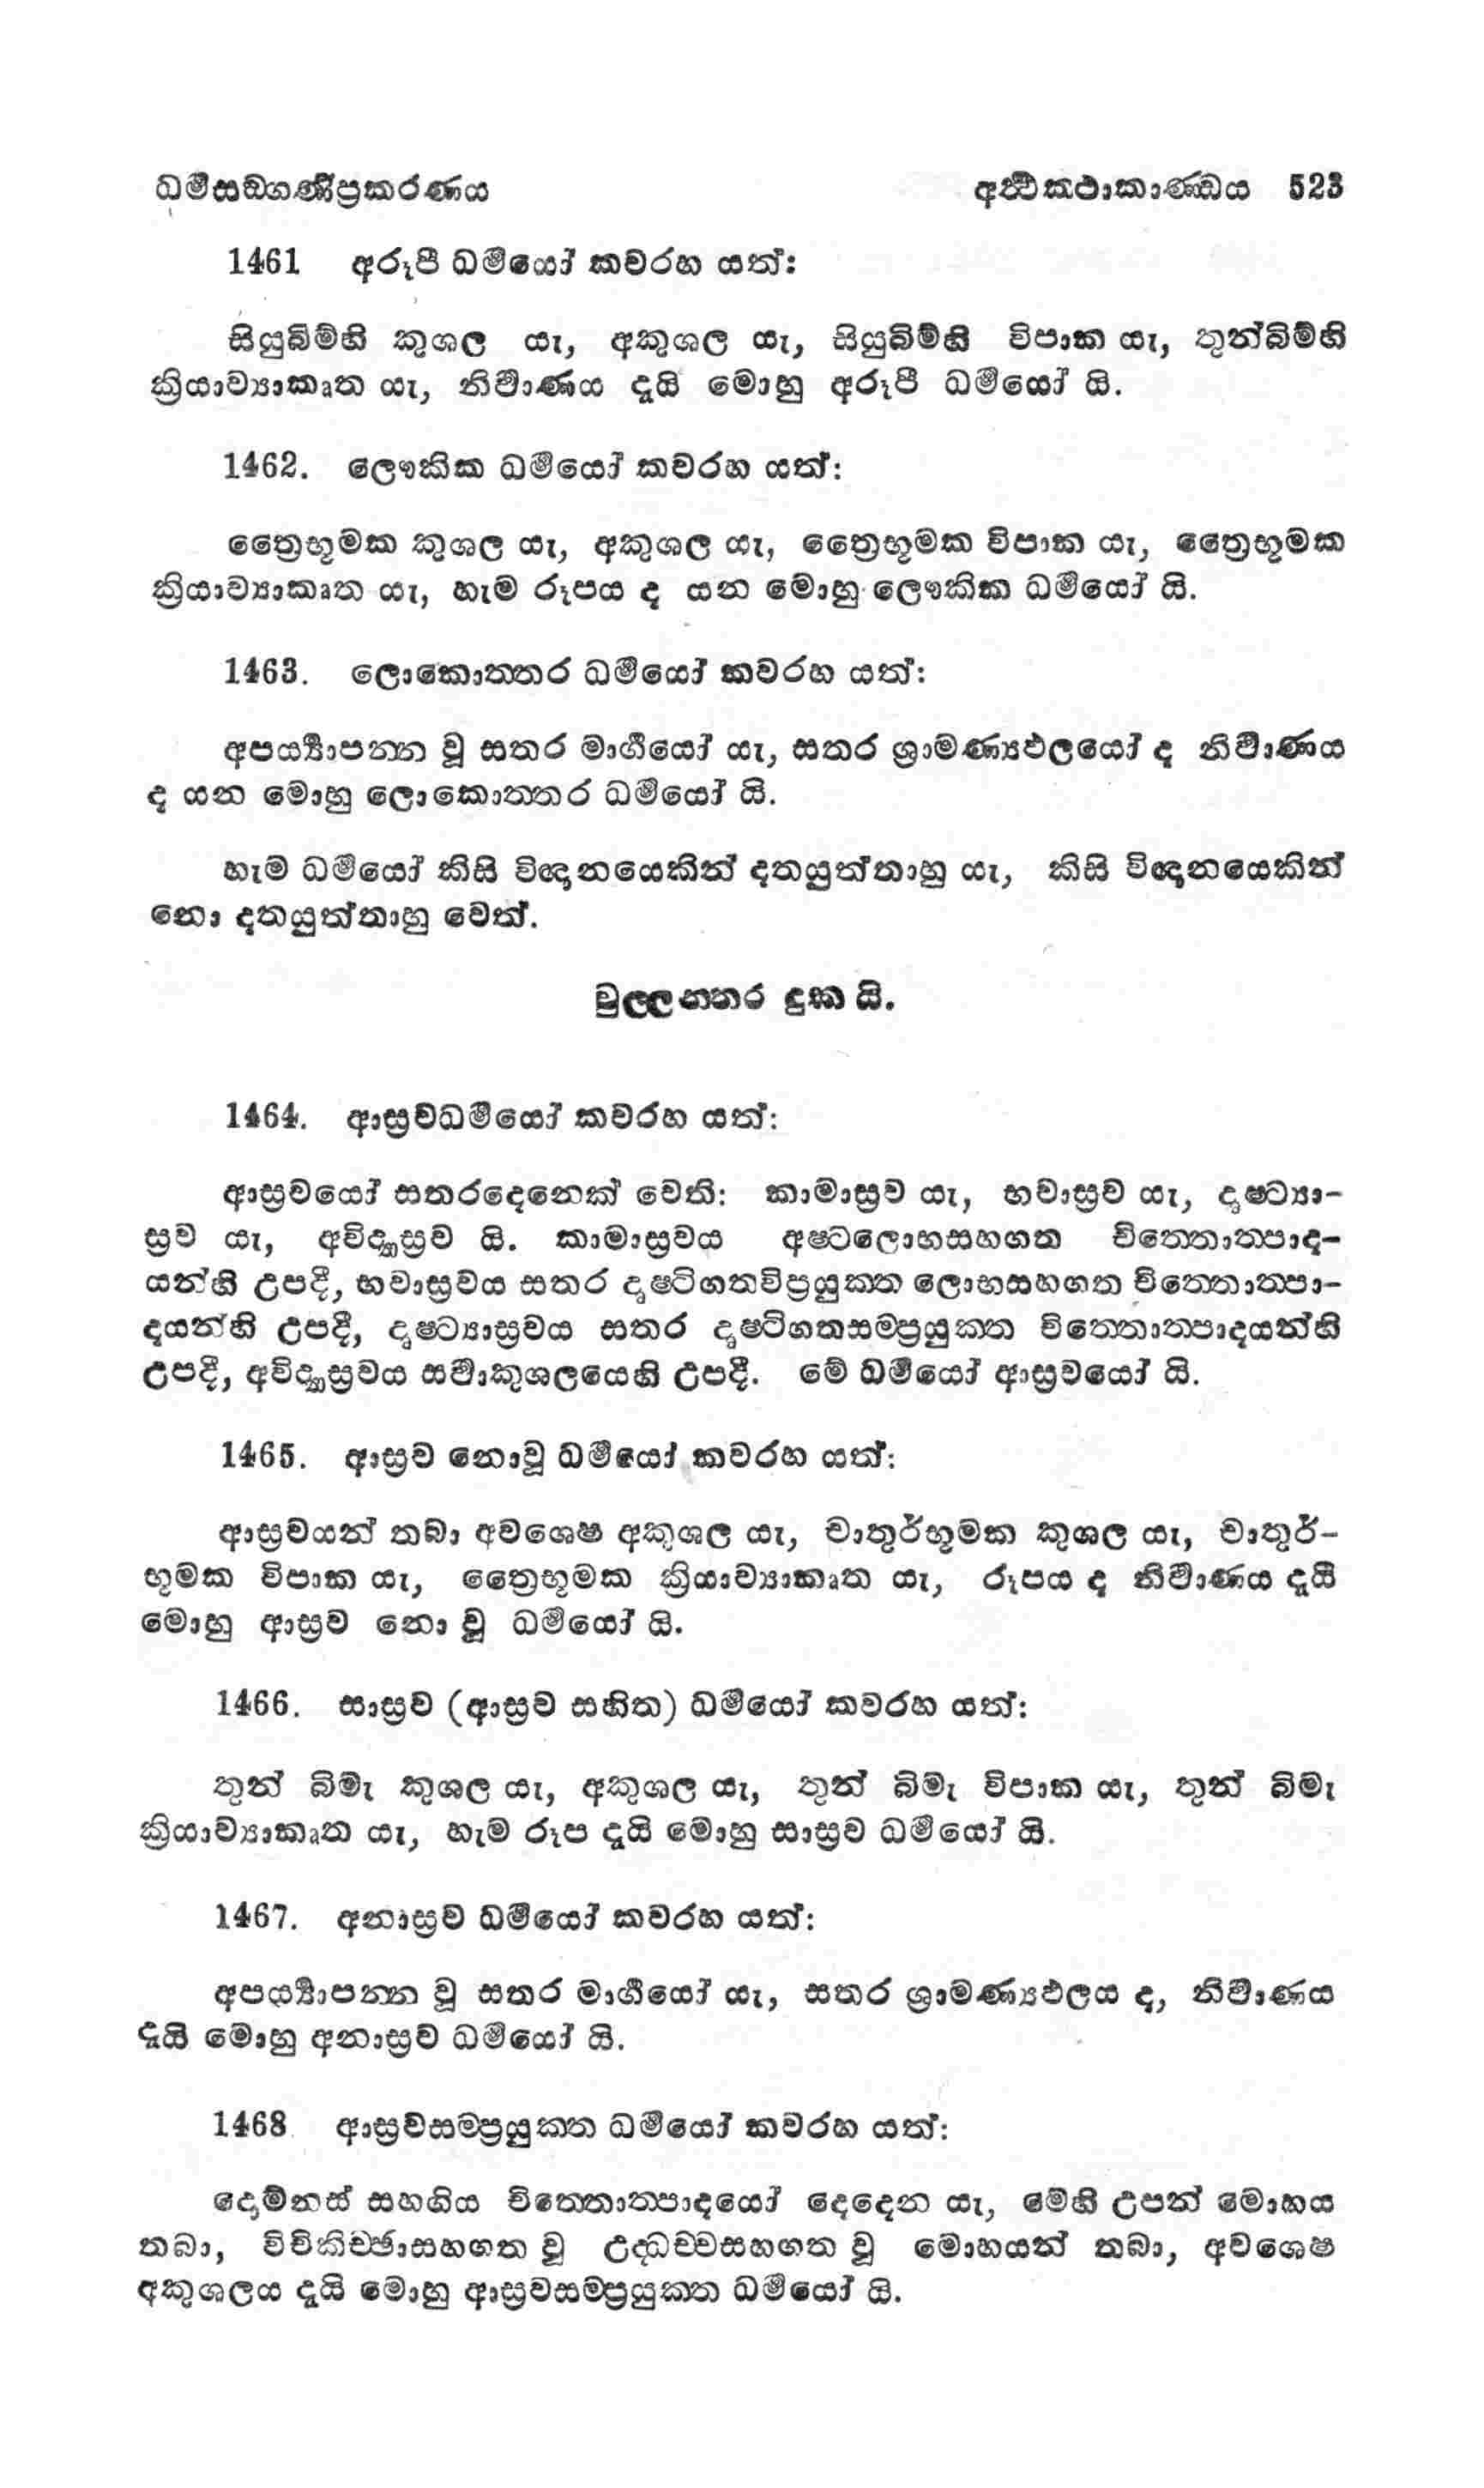 ධර්මසඞ්ගණිප්‍රකරණය අර්ත්ථකථාකාණ්ඩය 523
1461 අරූපී ධර්මයෝ කවරහ යත්:
සියුබිම්හි කුශල යැ, අකුශල යැ, සියුබිම්හි විපාක යැ, තුන්බිම්හි
ක්‍රියාව්‍යාකෘත යැ, නිර්වාණය දැයි මොහු අරූපී ධර්මයෝ යි.
1462. ලෞකික ධර්මයෝ කවරහ යත්:
ත්‍රෛභූමක කුශල යැ, අකුශල යැ, ත්‍රෛභූමක විපාක යැ, ත්‍රෛභූමක
ක්‍රියාව්‍යාකෘත යැ, හැම රූපය ද යන මොහු ලෞකික ධර්මයෝ යි.
1463. ලොකොත්තර ධර්මයෝ කවරහ යත්:
අපර්‍ය්‍යාපන්න වූ සතර මාර්ගයෝ යැ, සතර ශ්‍රාමණ්‍යඵලයෝ ද නිර්වාණය
ද යන මොහු ලොකොත්තර ධර්මයෝ යි.
හැම ධර්මයෝ කිසි විඥානයෙකින් දතයුත්තාහු යැ, කිසි විඥානයෙකින්
නො දතයුත්තාහු වෙත්.
චුල්ලන්තර දුක යි.
1464. ආස්‍රවධර්මයෝ කවරහ යත්:
ආස්‍රවයෝ සතරදෙනෙක් වෙති: කාමාස්‍රව යැ, භවාස්‍රව යැ, දෘෂ්ට්‍යා-
ස්‍රව යැ, අවිද්‍යාස්‍රව යි. කාමාස්‍රවය අෂ්ටලොභසහගත චිත්තොත්පාද-
යන්හි උපදී, භවාස්‍රවය සතර දෘෂ්ටිගතවිප්‍රයුක්ත ලොභසහගත චිත්තොත්පා-
දයන්හි උපදී, දෘෂ්ට්‍යාස්‍රවය සතර දෘෂ්ටිගතසම්ප්‍රයුක්ත චිත්තොත්පාදයන්හි
උපදී, අවිද්‍යාස්‍රවය සර්වාකුශලයෙහි උපදී. මේ ධර්මයෝ ආස්‍රවයෝ යි.
1465. ආස්‍රව නොවූ ධර්මයෝ කවරහ යත්:
ආස්‍රවයන් තබා අවශෙෂ අකුශල යැ, චාතුර්භූමක කුශල යැ, චාතුර්-
භූමක විපාක යැ, ත්‍රෛභූමක ක්‍රියාව්‍යාකෘත යැ, රූපය ද නිර්වාණය දැයි
මොහු ආස්‍රව නො වූ ධර්මයෝ යි.
1466. සාස්‍රව (ආස්‍රව සහිත) ධර්මයෝ කවරහ යත්:
තුන් බිමැ කුශල යැ, අකුශල යැ, තුන් බිමැ විපාක යැ, තුන් බිමැ
ක්‍රියාව්‍යාකෘත යැ, හැම රූප දැයි මොහු සාස්‍රව ධර්මයෝ යි.
1467. අනාස්‍රව ධර්මයෝ කවරහ යත්:
අපර්‍ය්‍යාපන්න වූ සතර මාර්ගයෝ යැ, සතර ශ්‍රාමණ්‍යඵලය ද, නිර්වාණය
දැයි මොහු අනාස්‍රව ධර්මයෝ යි.
1468 ආස්‍රවසම්ප්‍රයුක්ත ධර්මයෝ කවරහ යත්:
දොම්නස් සහගිය චිත්තොත්පාදයෝ දෙදෙන යැ, මෙහි උපන් මොහය
තබා, විචිකිච්ඡාසහගත වූ උද්ධච්චසහගත වූ මොහයන් තබා, අවශෙෂ
අකුශලය දැයි මොහු ආස්‍රවසම්ප්‍රයුක්ත ධර්මයෝ යි.